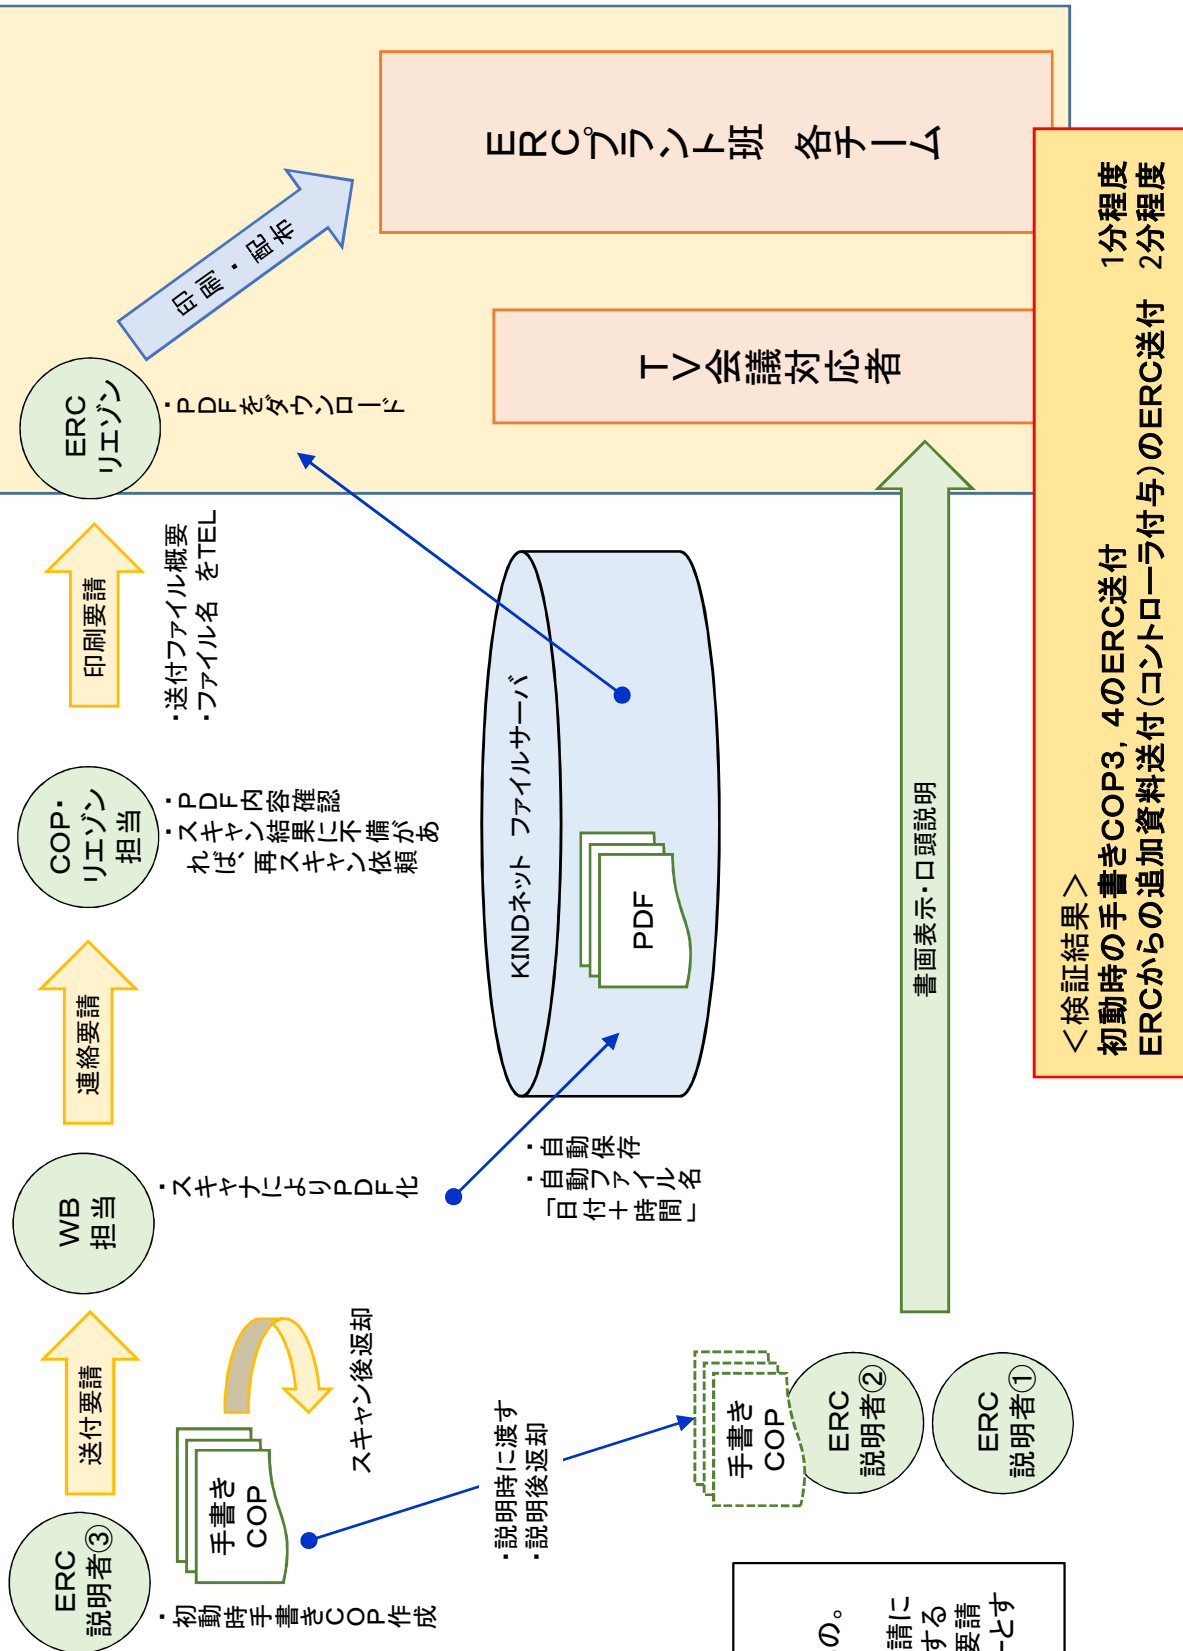 ERC
説明者③
・初動時手書きCOP作成
送付要請
手書き
COP
スキャン後返却
・説明時に渡す
・説明後返却
WB
担当
・スキャナによりPDF化
連絡要請
・自動保存
・自動ファイル名
「日付＋時間」
COP・
リエゾン
担当
・PDF内容確認
・スキャン結果に不備があ
れば、再スキャン依頼
印刷要請
・送付ファイル概要
・ファイル名 をTEL
ERC
リエゾン
・PDFをダウンロード
印刷・配布
KINDネット ファイルサーバ
PDF
手書き
COP
ERC
説明者②
ERC
説明者①
書画表示・口頭説明
ERCプラント班 各チーム
TV会議対応者
＜検証結果＞
初動時の手書きCOP3，4のERC送付 1分程度
ERCからの追加資料送付（コントローラ付与）のERC送付 2分程度
の。
請に
する
要請
ーとす